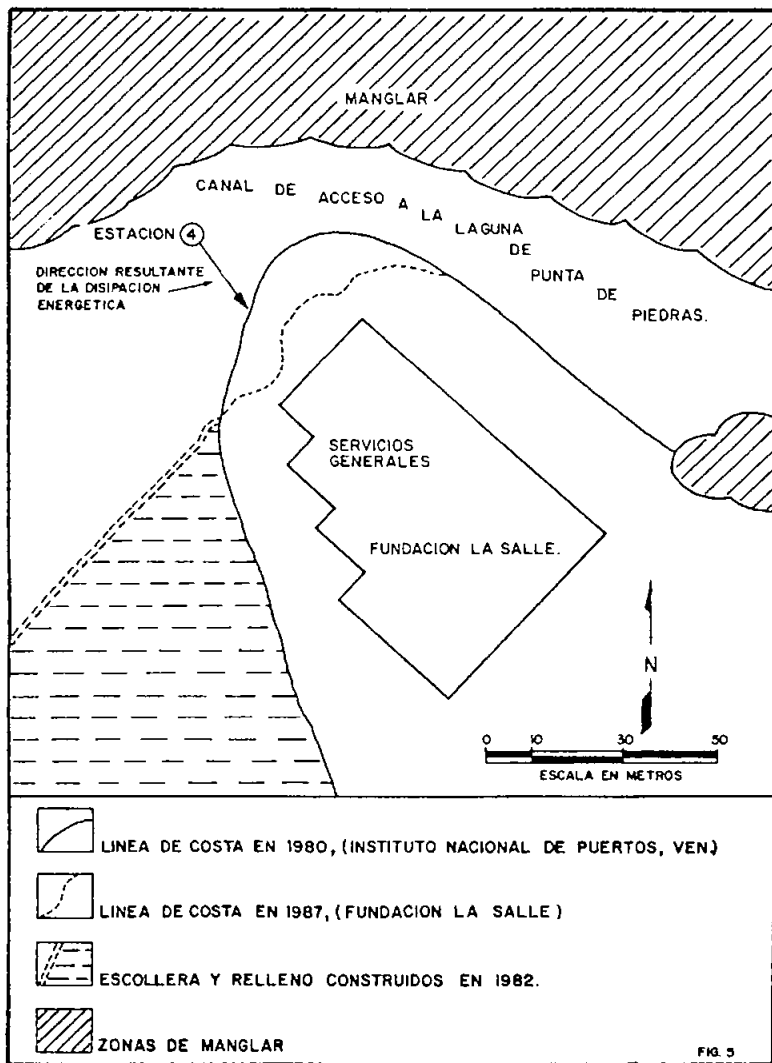 MANGLAR
CANAL DE ACCESO A LA LAGUNA DE PUNTA DE PIEDRAS.
ESTACION 4
DIRECCION RESULTANTE
DE LA DISIPACION
ENERGETICA
SERVICIOS
GENERALES
FUNDACION LA SALLE.
N
0 10 30 50
ESCALA EN METROS
LINEA DE COSTA EN 1980, (INSTITUTO NACIONAL DE PUERTOS, VEN.)
LINEA DE COSTA EN 1987, (FUNDACION LA SALLE)
ESCOLLERA Y RELLENO CONSTRUIDOS EN 1982.
ZONAS DE MANGLAR
FIG. 5